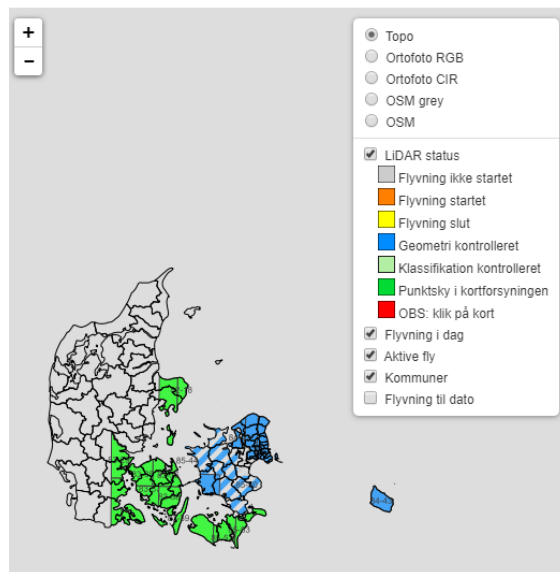 +
−
Topo
Ortofoto RGB
Ortofoto CIR
OSM grey
OSM
LiDAR status
Flyvning ikke startet
Flyvning startet
Flyvning slut
Geometri kontrolleret
Klassifikation kontrolleret
Punktsky i kortforsyningen
OBS: klik på kort
Flyvning i dag
Aktive fly
Kommuner
Flyvning til dato